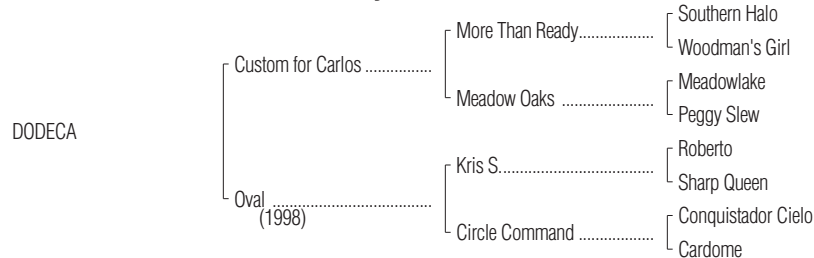 Southern Halo
More Than Ready...................
Woodman's Girl
Custom for Carlos ................
Meadowlake
Meadow Oaks ......................
Peggy Slew
DODECA
Roberto
Kris S.....................................
Sharp Queen
Oval ......................................
(1998)
Conquistador Cielo
Circle Command ..................
Cardome